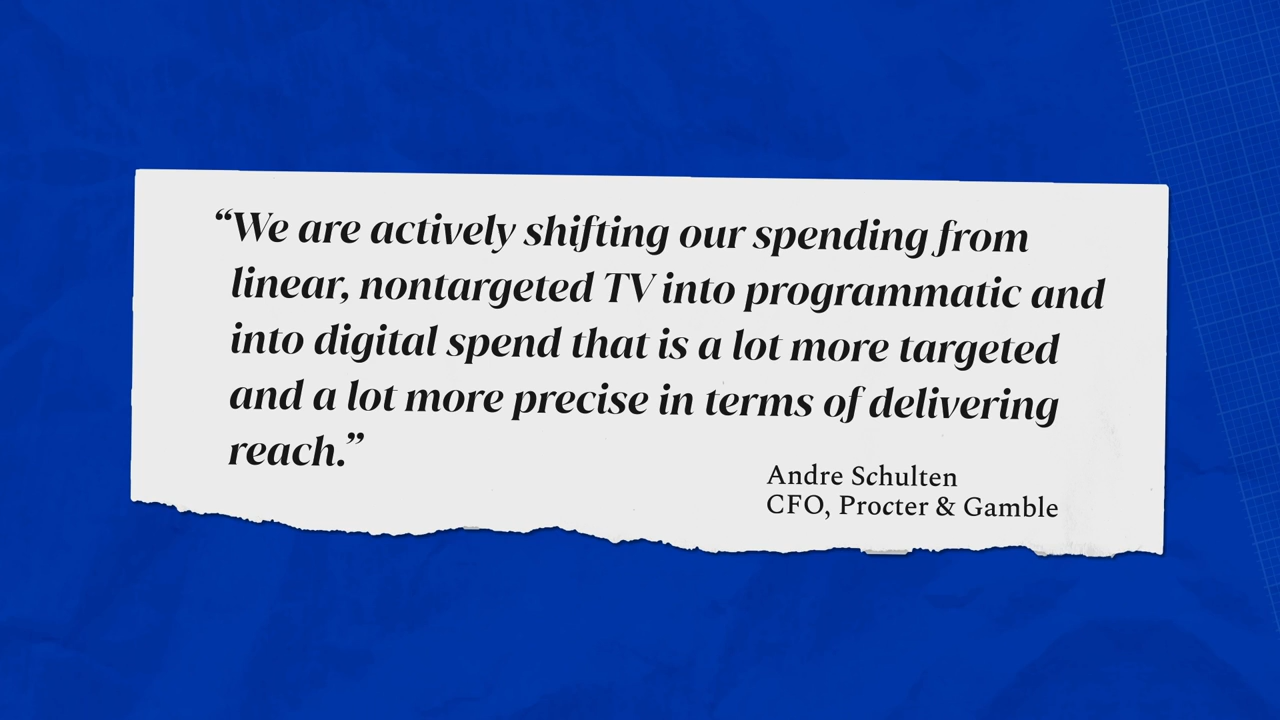 “We are actively shifting our spending from
linear, nontargeted TV into programmatic and
into digital spend that is a lot more targeted
and a lot more precise in terms of delivering
reach.”
Andre Schulten
CFO, Procter & Gamble